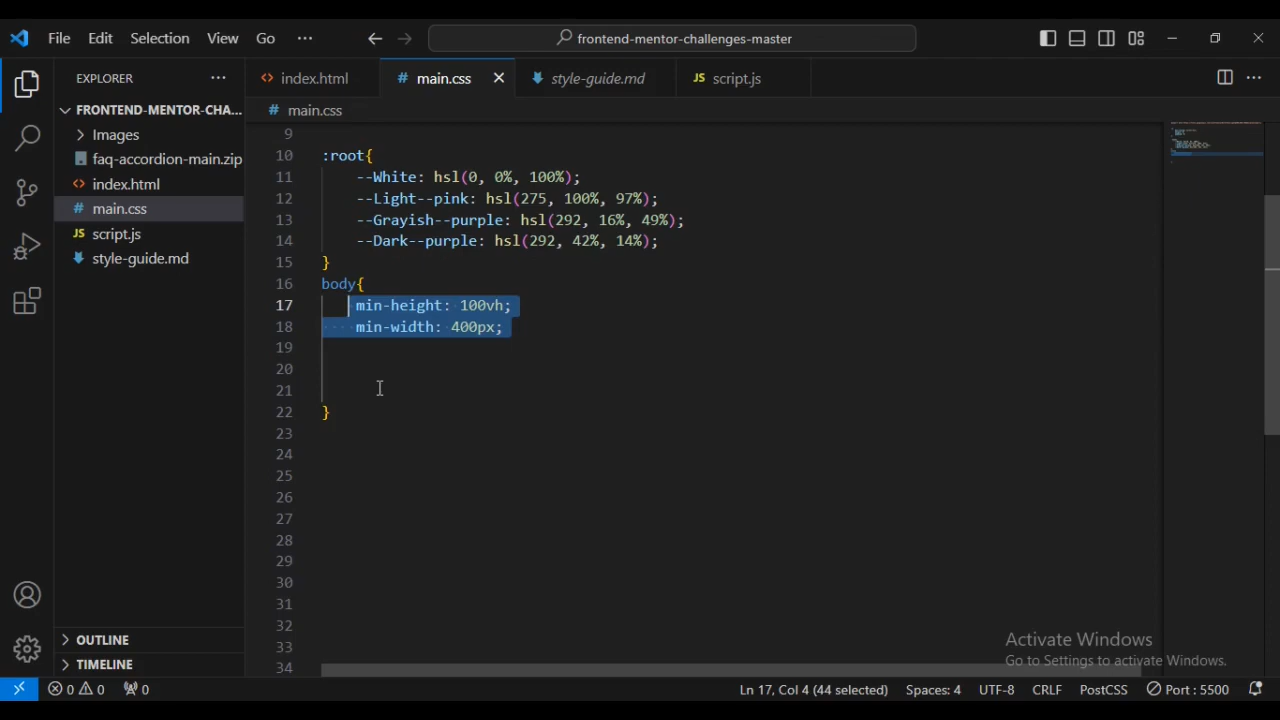 File Edit Selection View Go ··· frontend-mentor-challenges-master
EXPLORER ···
index.html
main.css
style-guide.md
script.js
···
FRONTEND-MENTOR-CHA...
# main.css
Images
faq-accordion-main.zip
<> index.html
# main.css
JS script.js
style-guide.md
9
10 :root{
11 --White: hsl(0, 0%, 100%);
12 --Light--pink: hsl(275, 100%, 97%);
13 --Grayish--purple: hsl(292, 16%, 49%);
14 --Dark--purple: hsl(292, 42%, 14%);
15 }
16 body{
17 min-height: 100vh;
18 min-width: 400px;
19
20
21
22 }
23
24
25
26
27
28
29
30
31
32
33
34
OUTLINE
TIMELINE
Activate Windows
Go to Settings to activate Windows.
0 0 0 Ln 17, Col 4 (44 selected) Spaces: 4 UTF-8 CRLF PostCSS Port : 5500